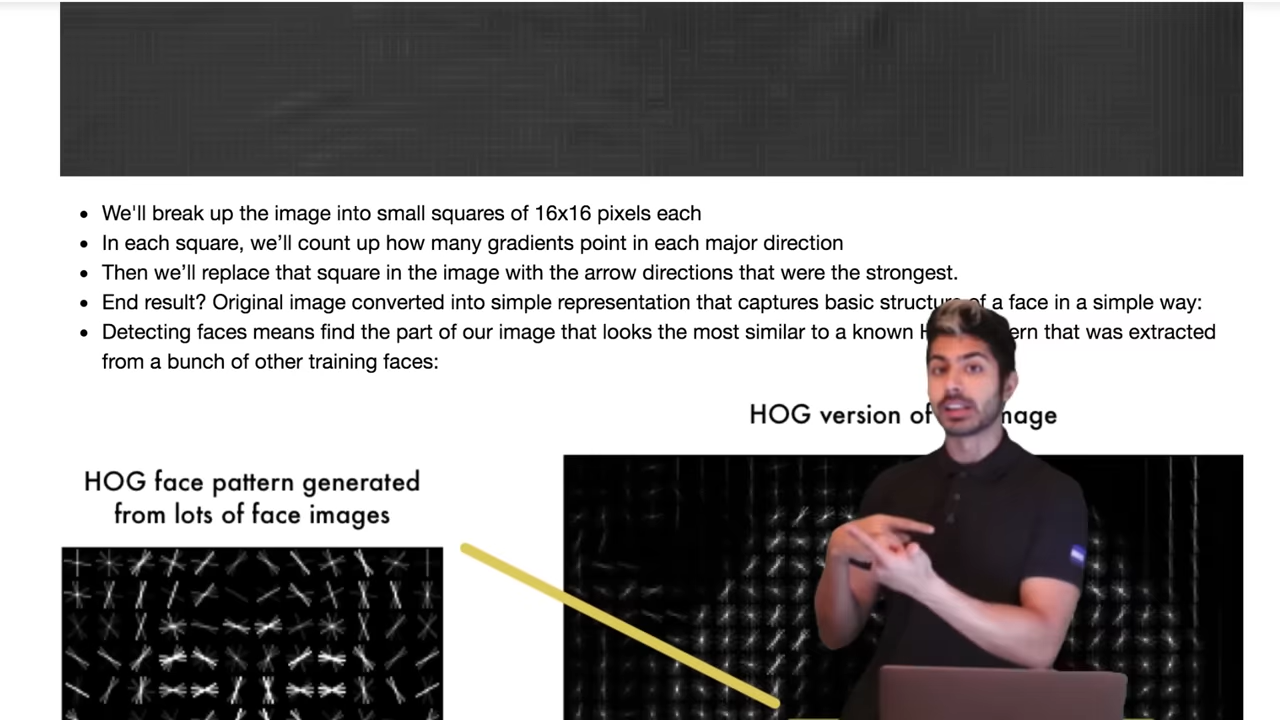 We'll break up the image into small squares of 16x16 pixels each
In each square, we’ll count up how many gradients point in each major direction
Then we’ll replace that square in the image with the arrow directions that were the strongest.
End result? Original image converted into simple representation that captures basic structure of a face in a simple way:
Detecting faces means find the part of our image that looks the most similar to a known that was extracted
from a bunch of other training faces:
HOG version of
HOG face pattern generated
from lots of face images